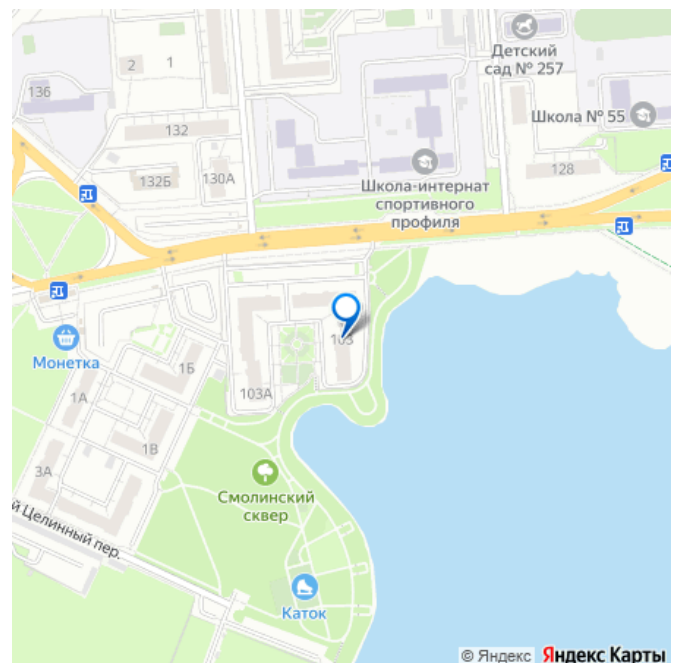 Детский
сад № 257
2
1
136
Школа № 55
132
Школа-интернат
спортивного
профиля
128
132Б
130А
103
Монетка
1Б
1А
103А
1В
3А
Смолинский
сквер
й Целинный пер.
Каток
© Яндекс Яндекс Карты